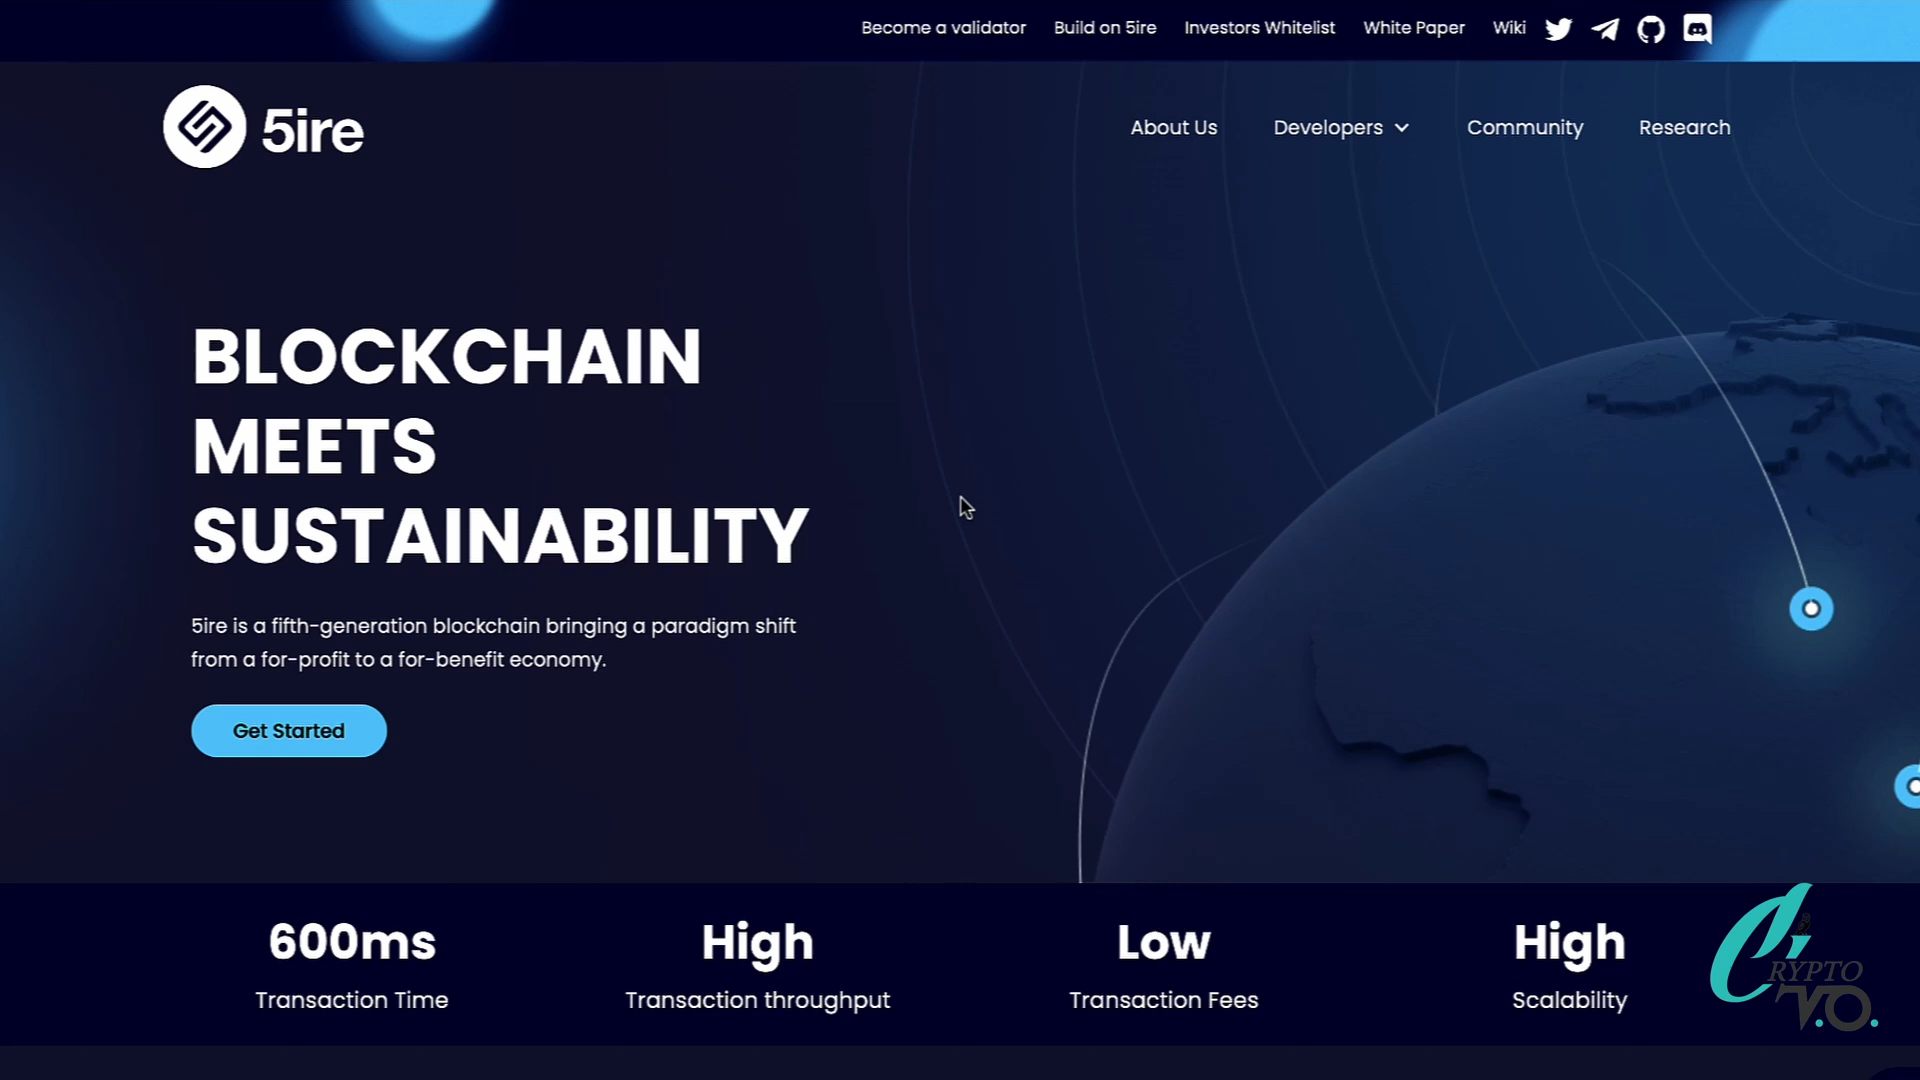 Become a validator
Build on 5ire
Investors Whitelist
White Paper
Wiki
5ire
About Us
Developers
Community
Research
BLOCKCHAIN
MEETS
SUSTAINABILITY
5ire is a fifth-generation blockchain bringing a paradigm shift
from a for-profit to a for-benefit economy.
Get Started
600ms
Transaction Time
High
Transaction throughput
Low
Transaction Fees
High
Scalability
CRYPTO
V.O.